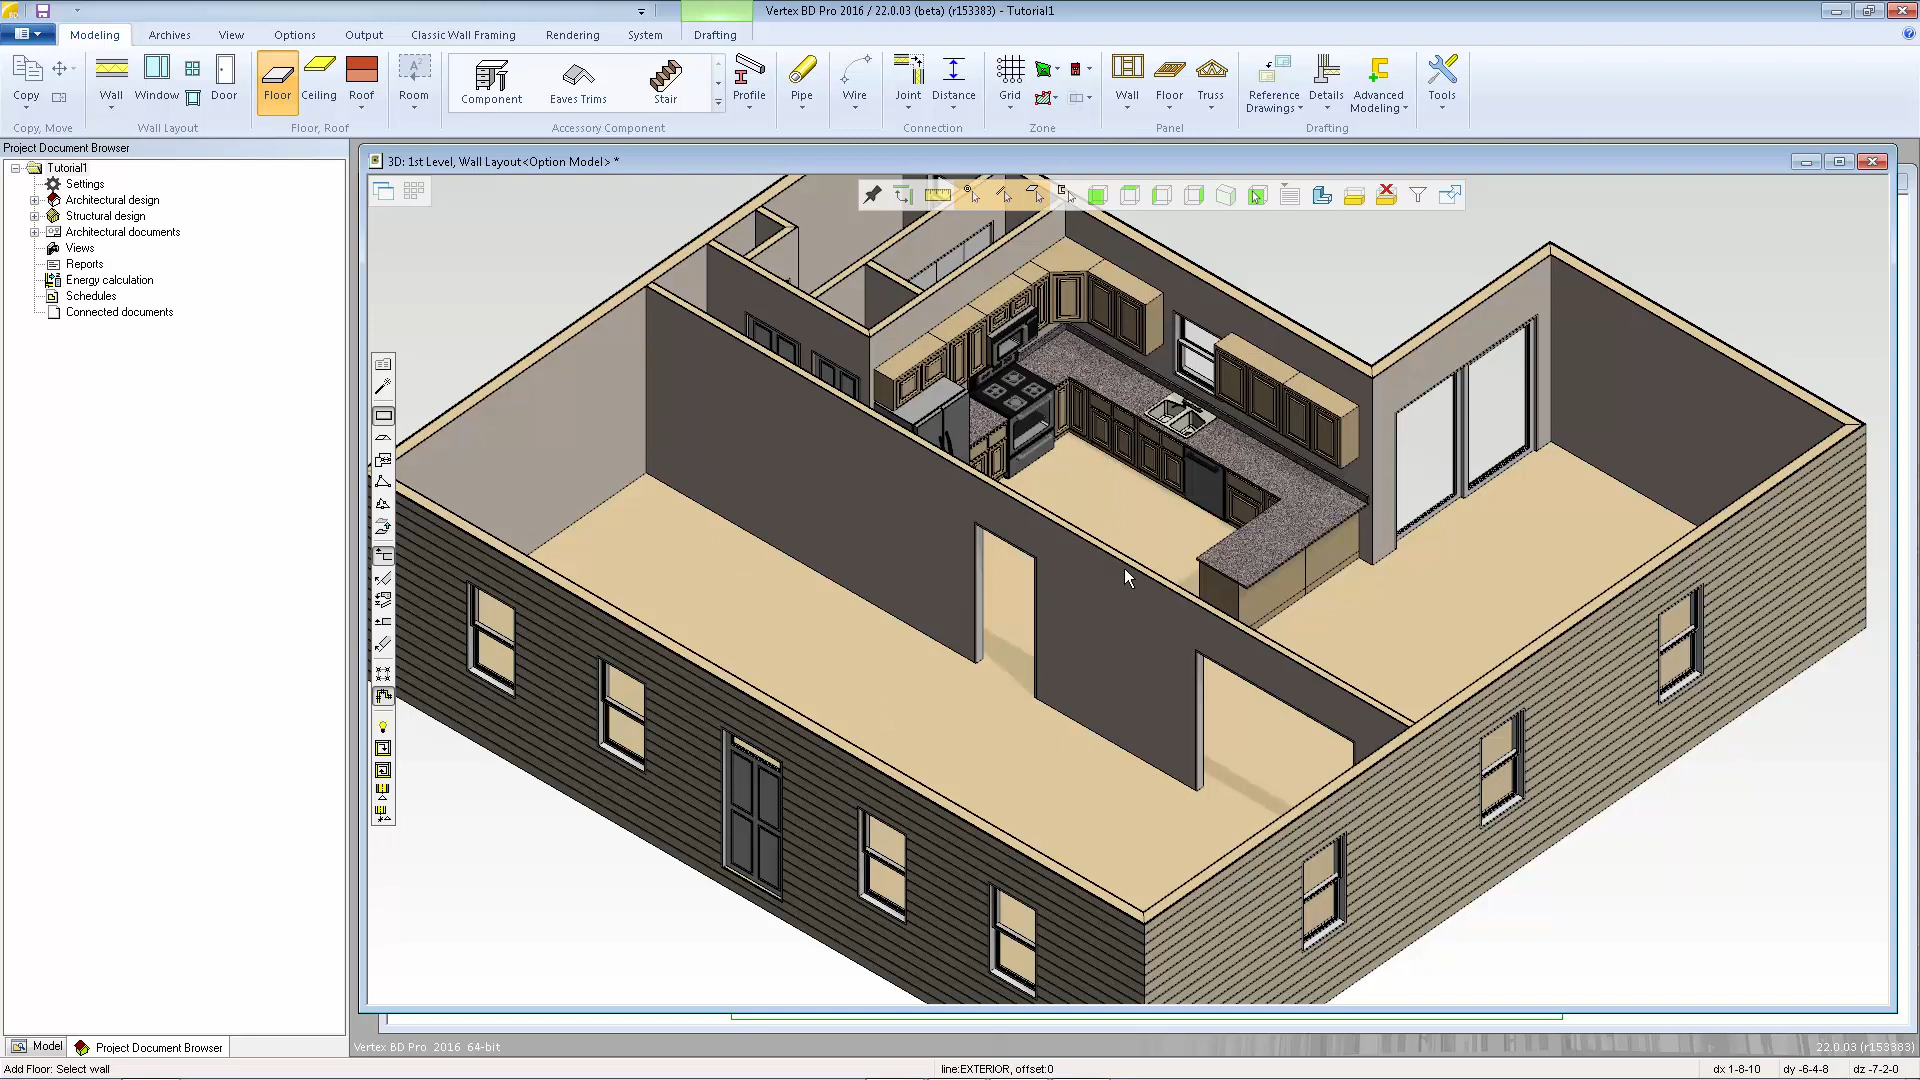 Vertex BD Pro 2016 / 22.0.03 (beta) (r153383) - Tutorial1
Modeling Archives View Options Output Classic Wall Framing Rendering System Drafting
Copy Wall Window Door Floor Ceiling Roof Room Component Eaves Trims Stair Profile Pipe Wire Joint Distance Grid Wall Floor Truss Reference Drawings Details Advanced Modeling Tools
Copy, Move Wall Layout Floor, Roof Accessory Component Connection Zone Panel Drafting
Project Document Browser
3D: 1st Level, Wall Layout<Option Model> *
Tutorial1
Settings
Architectural design
Structural design
Architectural documents
Views
Reports
Energy calculation
Schedules
Connected documents
Model Project Document Browser
Vertex BD Pro 2016 64-bit
22.0.03 (r153383)
Add Floor: Select wall
line:EXTERIOR, offset:0
dx 1-8-10 dy -6-4-8 dz -7-2-0